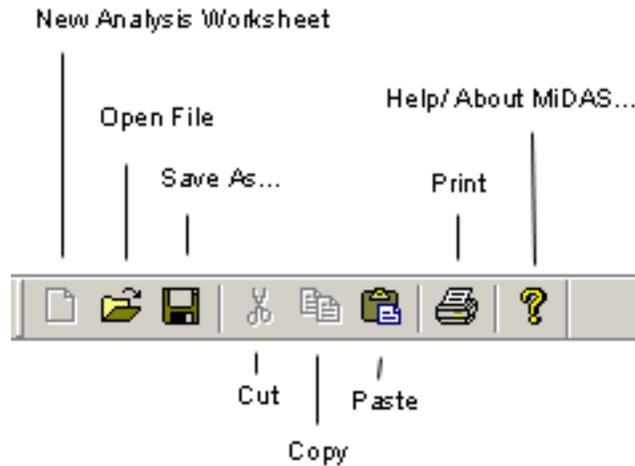 New Analysis Worksheet
Help/About MiDAS...
Open File
Save As...
Print
Cut
Paste
Copy